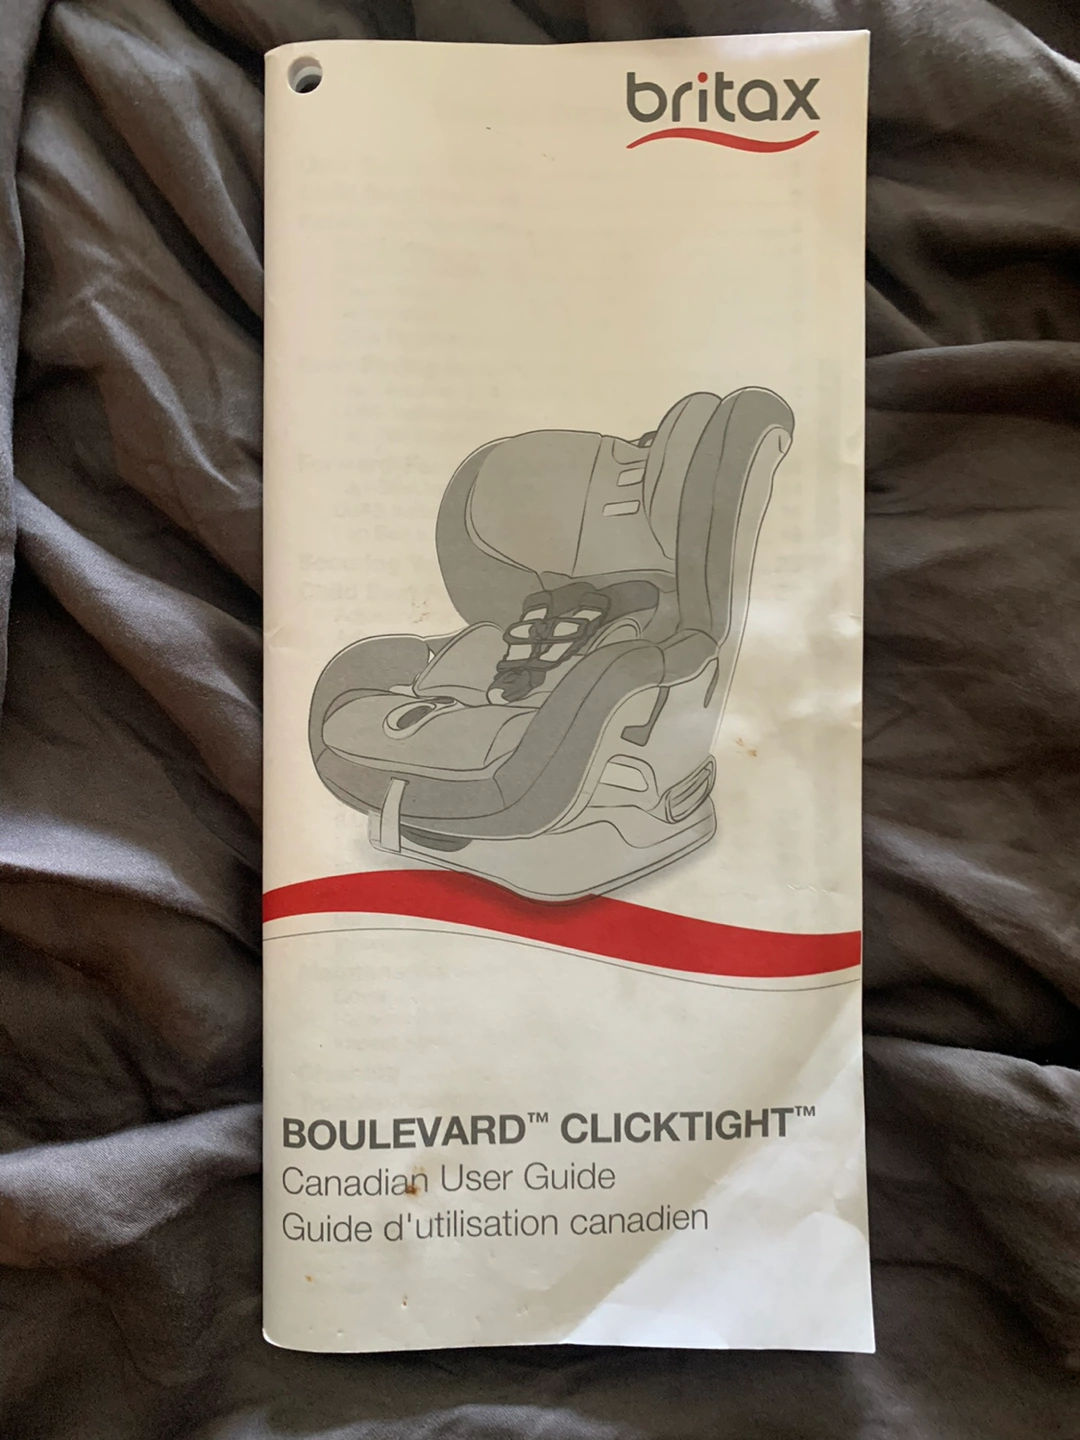 britax
BOULEVARD™ CLICKTIGHT™
Canadian User Guide
Guide d'utilisation canadien